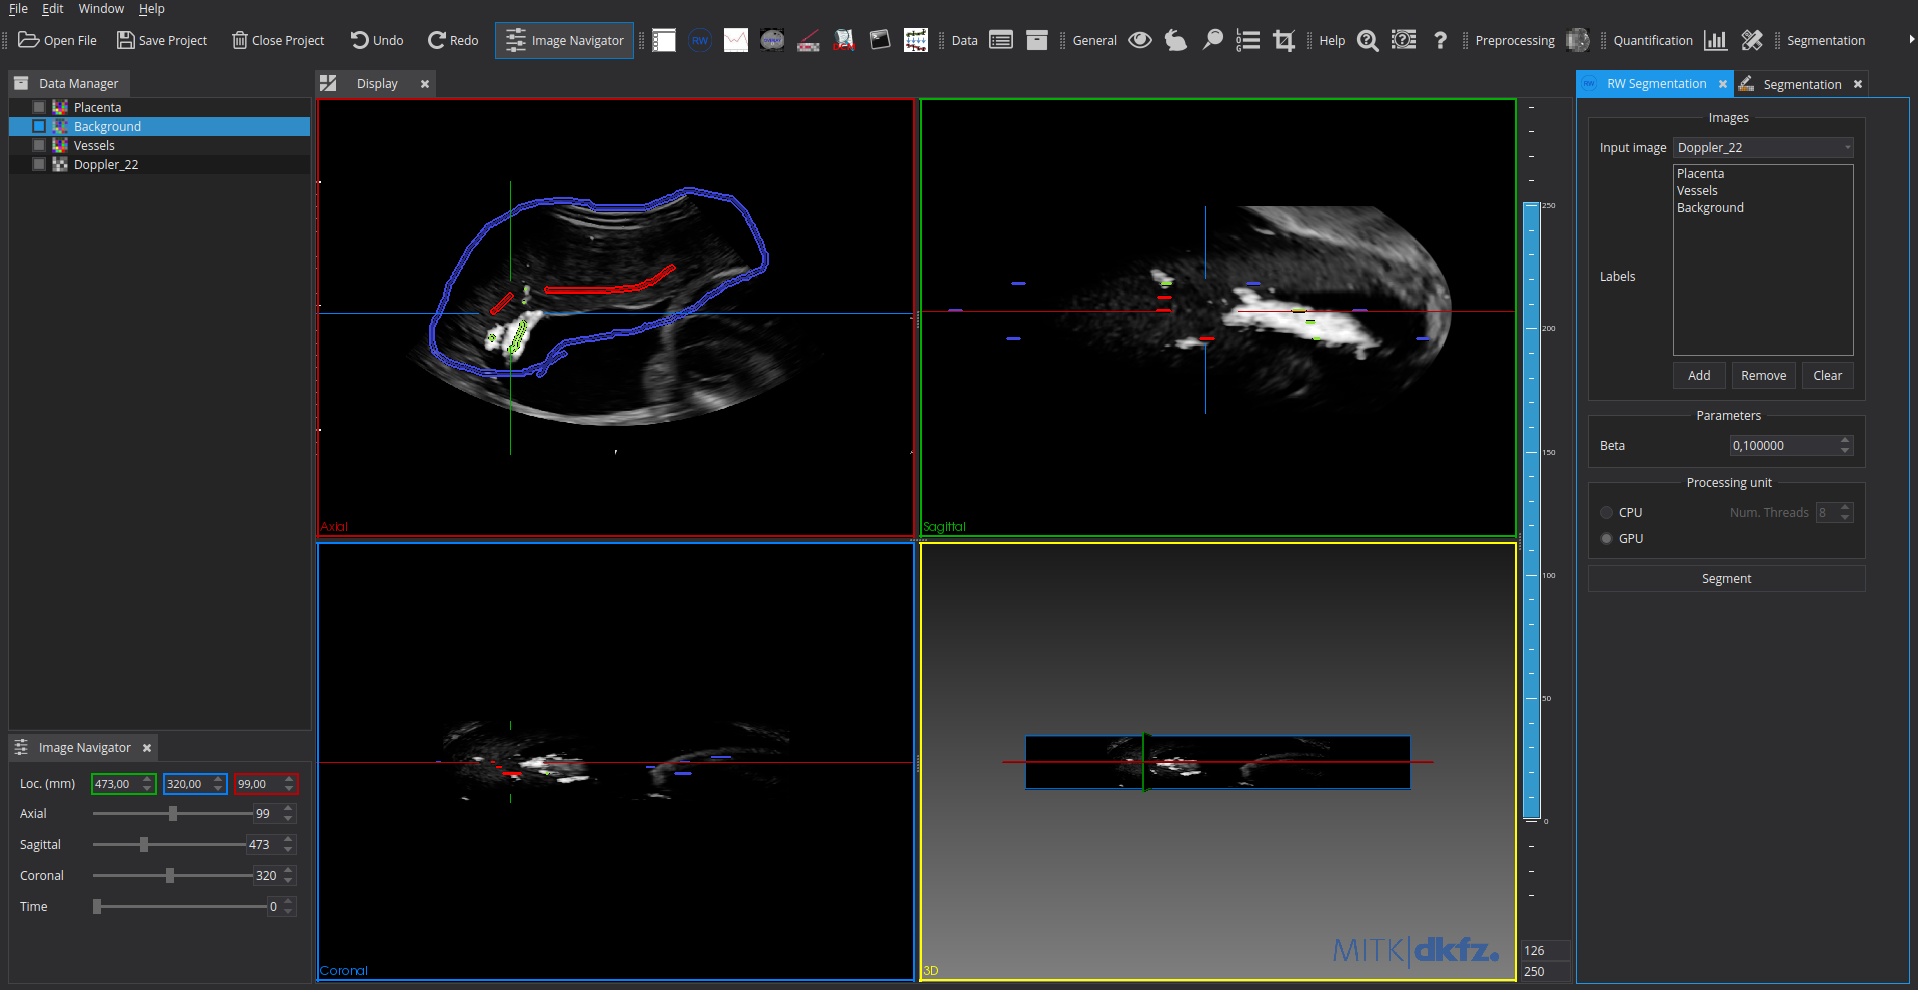 File Edit Window Help
Open File Save Project Close Project Undo Redo Image Navigator RW Data General Help ? Preprocessing Quantification Segmentation
Data Manager
Placenta
Background
Vessels
Doppler_22
Display
Axial
Sagittal
Coronal
3D
MITK dkfz.
250
200
150
100
50
0
126
250
RW Segmentation Segmentation
Images
Input image Doppler_22
Placenta
Vessels
Background
Labels
Add Remove Clear
Parameters
Beta 0,100000
Processing unit
CPU Num. Threads 8
GPU
Segment
Image Navigator
Loc. (mm) 473,00 320,00 99,00
Axial 99
Sagittal 473
Coronal 320
Time 0